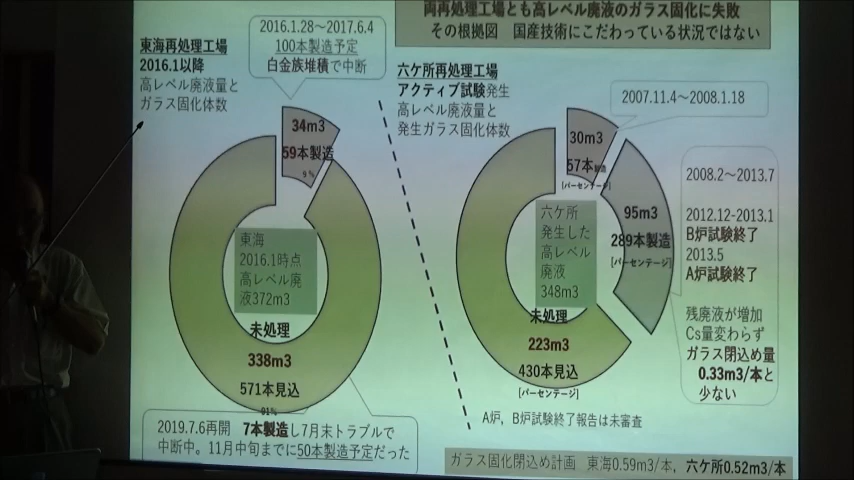 両再処理工場とも高レベル廃液のガラス固化に失敗
その根拠図　国産技術にこだわっている状況ではない
東海再処理工場
2016.1以降
高レベル廃液量と
ガラス固化体数
2016.1.28～2017.6.4
100本製造予定
白金族堆積で中断
34m3
59本製造
9%
東海
2016.1時点
高レベル廃
液372m3
未処理
338m3
571本見込
91%
2019.7.6再開　7本製造し7月末トラブルで
中断中。11月中旬までに50本製造予定だった
六ケ所再処理工場
アクティブ試験発生
高レベル廃液量と
発生ガラス固化体数
2007.11.4～2008.1.18
30m3
57本製造
[パーセンテージ]
95m3
289本製造
[パーセンテージ]
六ケ所
発生した
高レベル
廃液
348m3
未処理
223m3
430本見込
[パーセンテージ]
2008.2～2013.7
2012.12-2013.1
B炉試験終了
2013.5
A炉試験終了
残廃液が増加
Cs量変わらず
ガラス閉込め量
0.33m3/本と
少ない
A炉，B炉試験終了報告は未審査
ガラス固化閉込め計画　東海0.59m3/本，六ケ所0.52m3/本